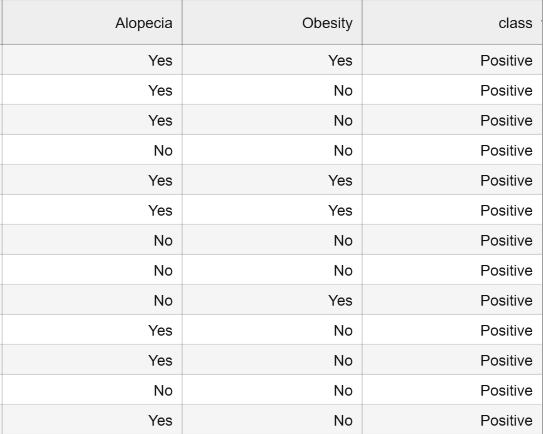 Alopecia Obesity class
Yes Yes Positive
Yes No Positive
Yes No Positive
No No Positive
Yes Yes Positive
Yes Yes Positive
No No Positive
No No Positive
No Yes Positive
Yes No Positive
Yes No Positive
No No Positive
Yes No Positive